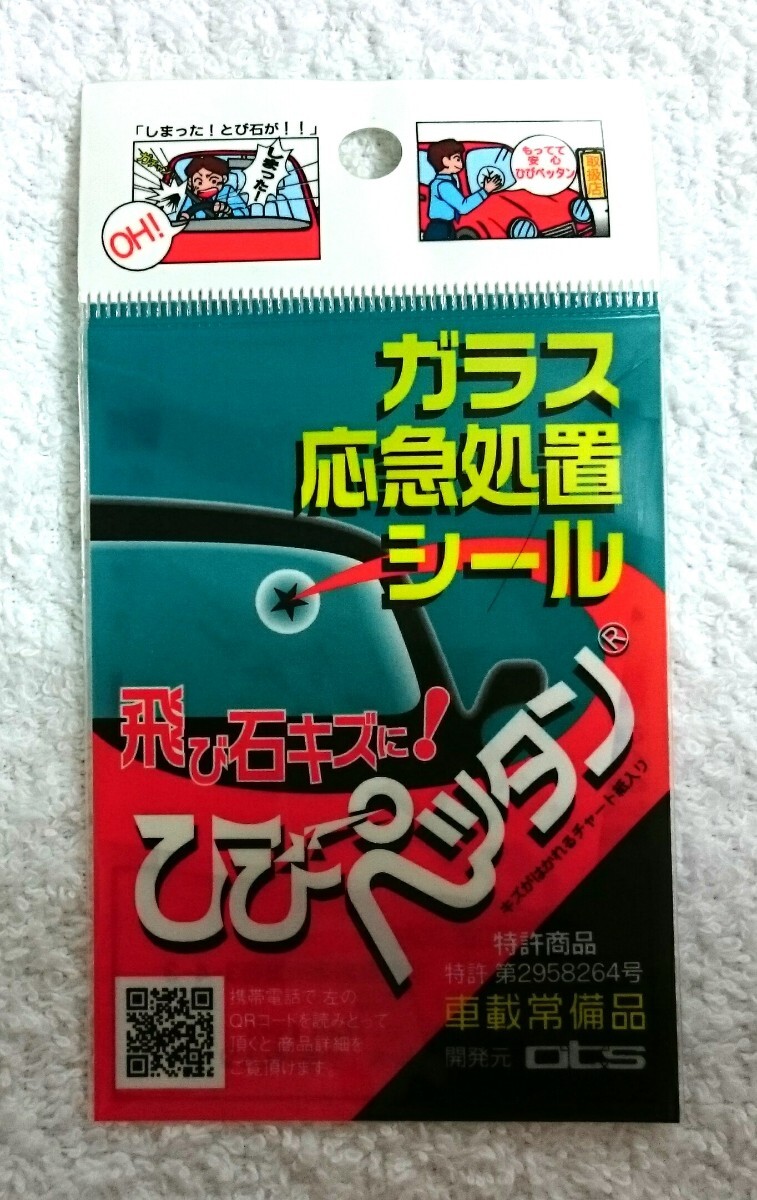 「しまった！とび石が！！」
ガシャ
しまったー
OH!
もってて
安心
ひびペッタン
取扱店
ガラス
応急処置
シール
飛び石キズに！
ひびペッタン®
キズがはかれるチャート紙入り
特許商品
特許 第2958264号
車載常備品
開発元 ots
携帯電話で 左の
QRコードを読みとって
頂くと 商品詳細を
ご覧頂けます。